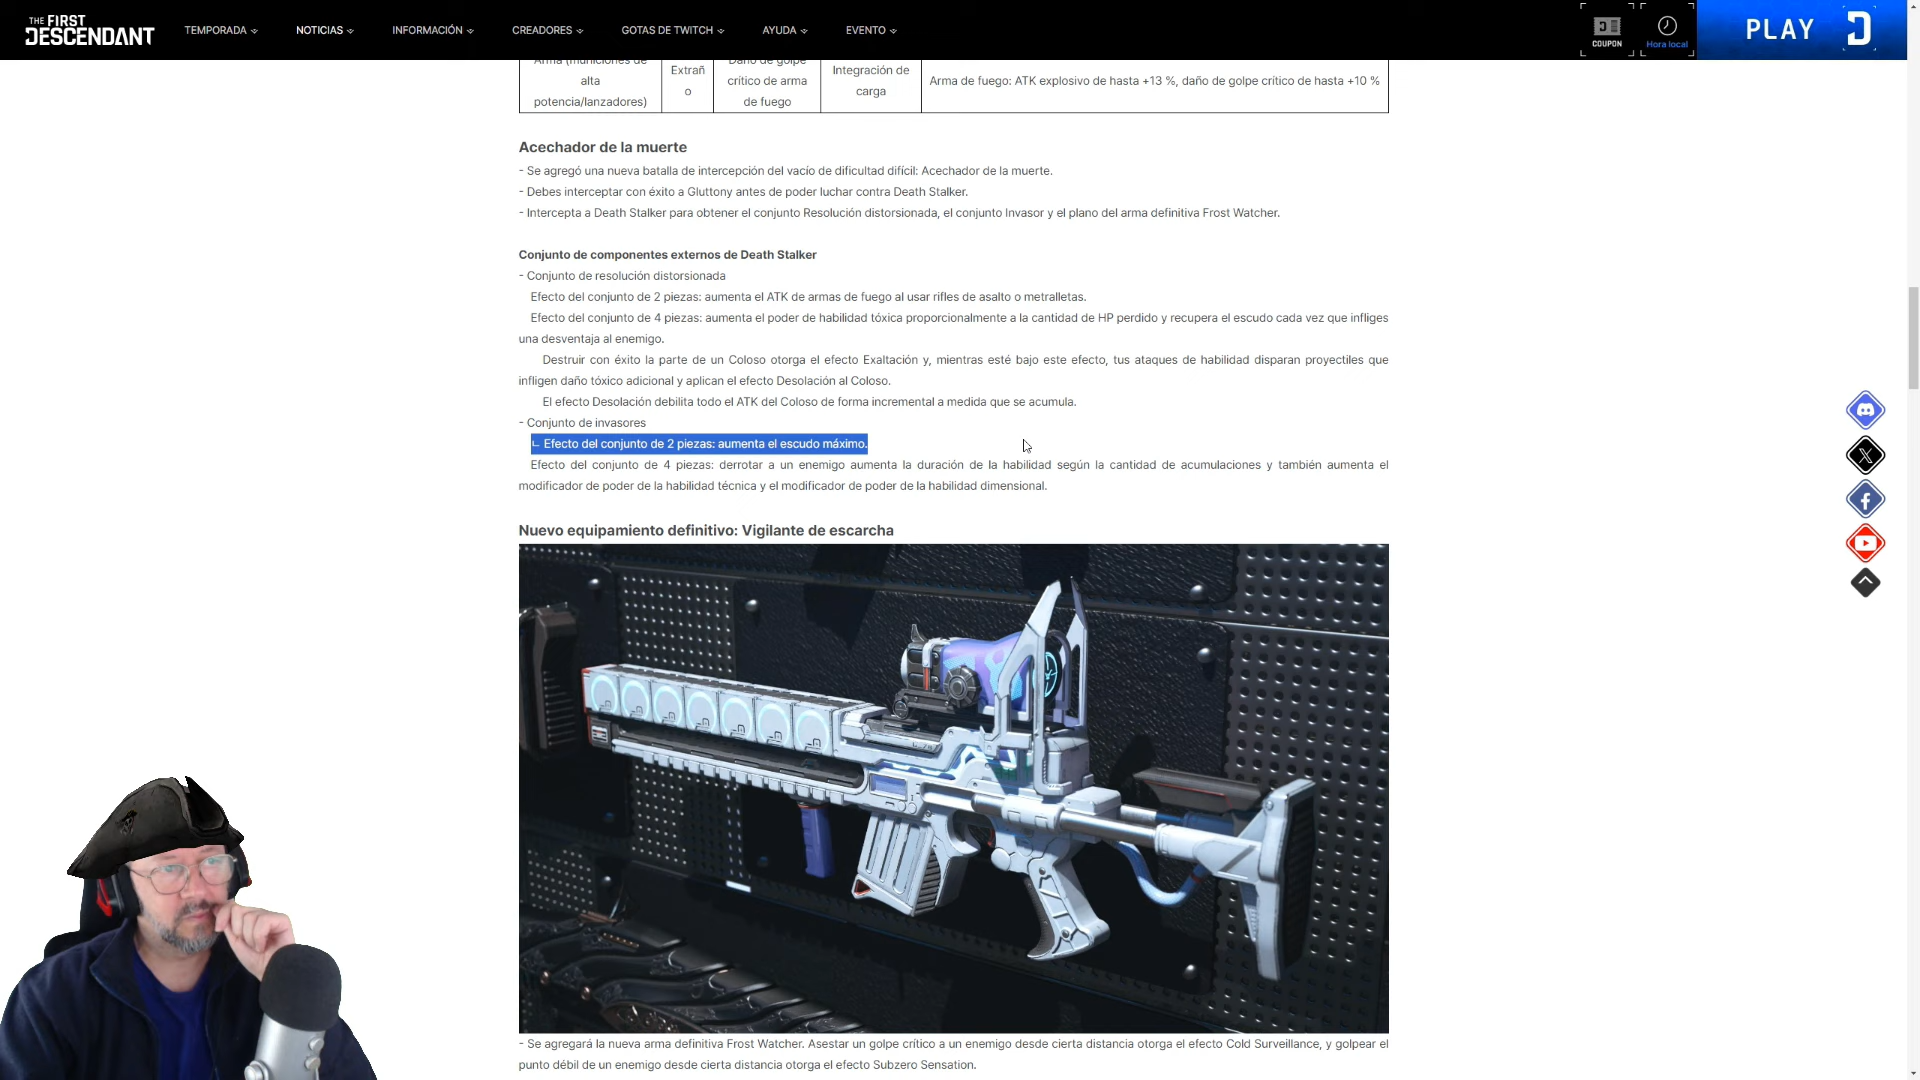 THE FIRST
DESCENDANT
TEMPORADA
NOTICIAS
INFORMACIÓN
CREADORES
GOTAS DE TWITCH
AYUDA
EVENTO
COUPON
Hora local
PLAY
Arma (municiones de
alta
potencia/lanzadores)
Extrañ
o
Daño de golpe
crítico de arma
de fuego
Integración de
carga
Arma de fuego: ATK explosivo de hasta +13 %, daño de golpe crítico de hasta +10 %
Acechador de la muerte
- Se agregó una nueva batalla de intercepción del vacío de dificultad difícil: Acechador de la muerte.
- Debes interceptar con éxito a Gluttony antes de poder luchar contra Death Stalker.
- Intercepta a Death Stalker para obtener el conjunto Resolución distorsionada, el conjunto Invasor y el plano del arma definitiva Frost Watcher.
Conjunto de componentes externos de Death Stalker
- Conjunto de resolución distorsionada
Efecto del conjunto de 2 piezas: aumenta el ATK de armas de fuego al usar rifles de asalto o metralletas.
Efecto del conjunto de 4 piezas: aumenta el poder de habilidad tóxica proporcionalmente a la cantidad de HP perdido y recupera el escudo cada vez que infliges
una desventaja al enemigo.
Destruir con éxito la parte de un Coloso otorga el efecto Exaltación y, mientras esté bajo este efecto, tus ataques de habilidad disparan proyectiles que
infligen daño tóxico adicional y aplican el efecto Desolación al Coloso.
El efecto Desolación debilita todo el ATK del Coloso de forma incremental a medida que se acumula.
- Conjunto de invasores
ㄴ Efecto del conjunto de 2 piezas: aumenta el escudo máximo.
Efecto del conjunto de 4 piezas: derrotar a un enemigo aumenta la duración de la habilidad según la cantidad de acumulaciones y también aumenta el
modificador de poder de la habilidad técnica y el modificador de poder de la habilidad dimensional.
Nuevo equipamiento definitivo: Vigilante de escarcha
- Se agregará la nueva arma definitiva Frost Watcher. Asestar un golpe crítico a un enemigo desde cierta distancia otorga el efecto Cold Surveillance, y golpear el
punto débil de un enemigo desde cierta distancia otorga el efecto Subzero Sensation.